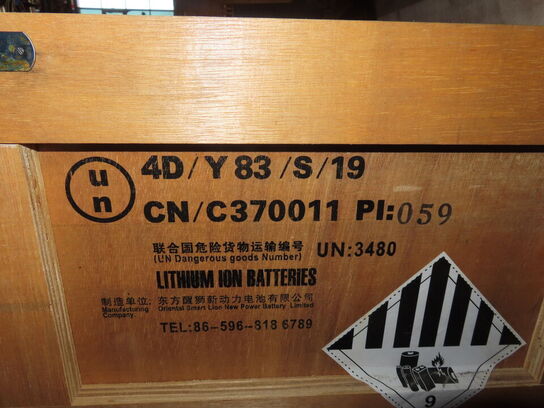 un
4D/Y83/S/19
CN/C370011 PI:059
联合国危险货物运输编号
(UN Dangerous goods Number) UN:3480
LITHIUM ION BATTERIES
制造单位: 东方醒狮新动力电池有限公司
Manufacturing Company: Oriental Smart Lion New Power Battery Limited
TEL:86-596-818 6789
9